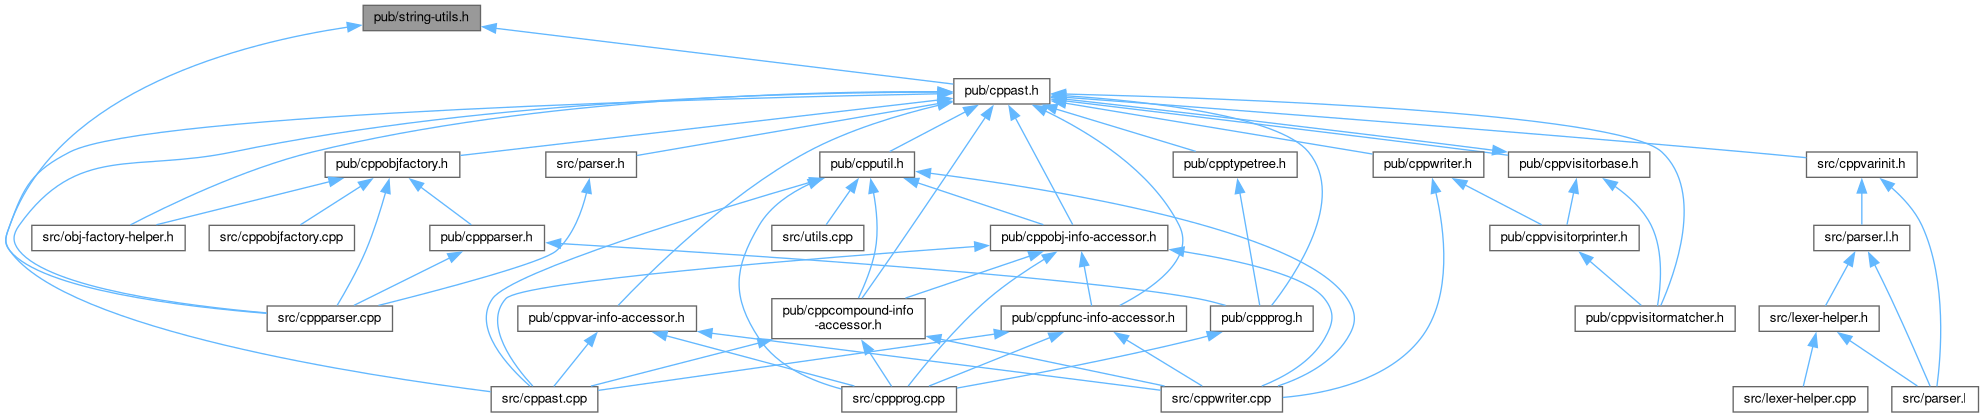 pub/string-utils.h
pub/cppast.h
pub/cppobjfactory.h
src/parser.h
pub/cpputil.h
pub/cpptypetree.h
pub/cppwriter.h
pub/cppvisitorbase.h
src/cppvarinit.h
src/obj-factory-helper.h
src/cppobjfactory.cpp
pub/cppparser.h
src/utils.cpp
pub/cppobj-info-accessor.h
pub/cppvisitorprinter.h
src/parser.l.h
src/cppparser.cpp
pub/cppvar-info-accessor.h
pub/cppcompound-info
-accessor.h
pub/cppfunc-info-accessor.h
pub/cppprog.h
pub/cppvisitormatcher.h
src/lexer-helper.h
src/cppast.cpp
src/cppprog.cpp
src/cppwriter.cpp
src/lexer-helper.cpp
src/parser.l